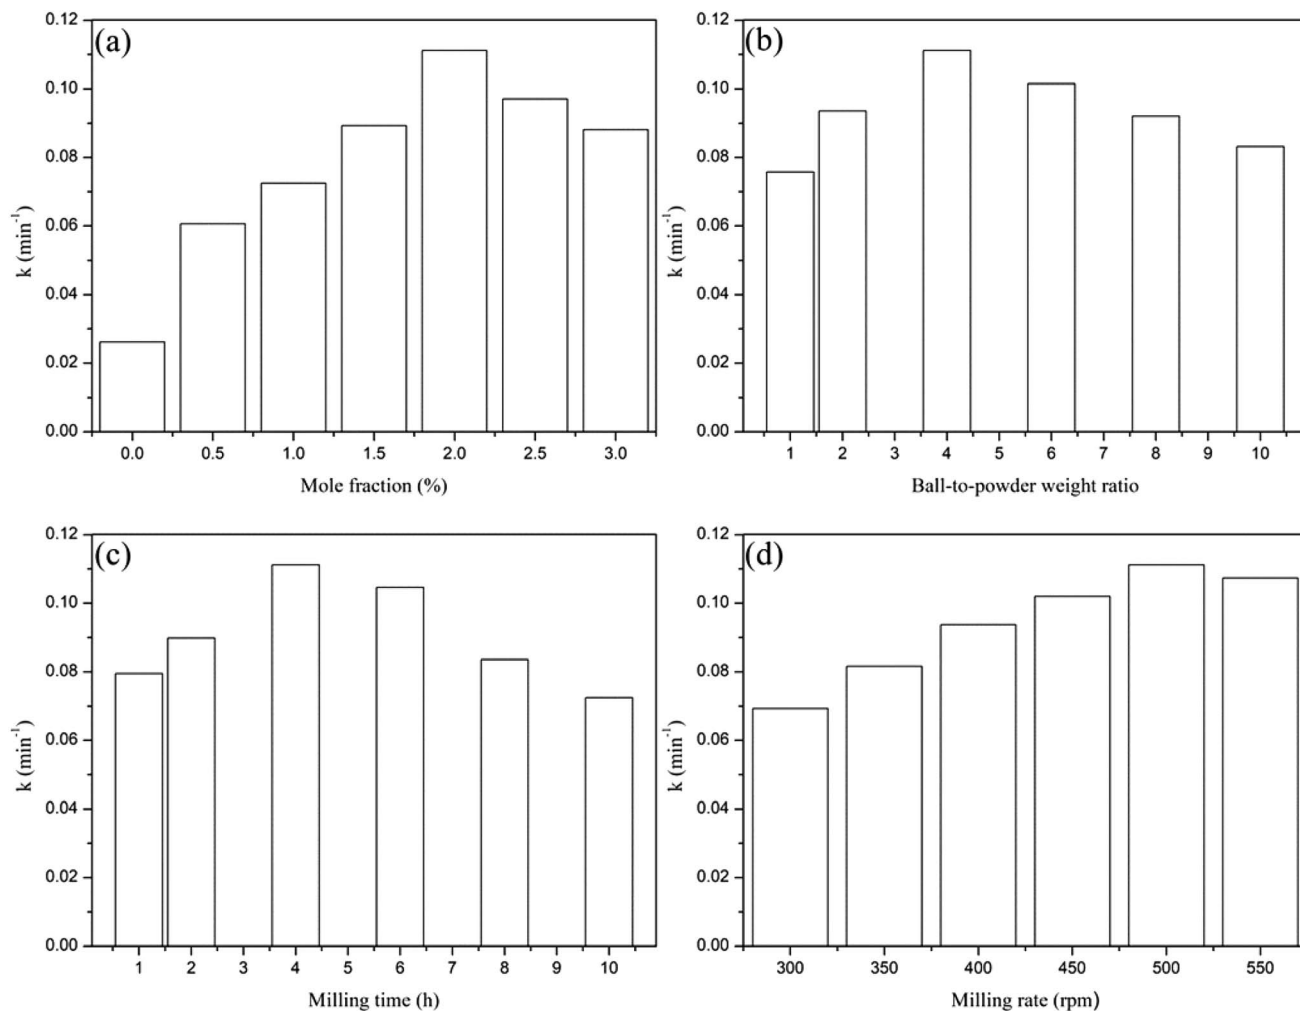 (a)
0.12
0.10
0.08
0.06
0.04
0.02
0.00
k (min⁻¹)
0.0 0.5 1.0 1.5 2.0 2.5 3.0
Mole fraction (%)
(b)
0.12
0.10
0.08
0.06
0.04
0.02
0.00
k (min⁻¹)
1 2 3 4 5 6 7 8 9 10
Ball-to-powder weight ratio
(c)
0.12
0.10
0.08
0.06
0.04
0.02
0.00
k (min⁻¹)
1 2 3 4 5 6 7 8 9 10
Milling time (h)
(d)
0.12
0.10
0.08
0.06
0.04
0.02
0.00
k (min⁻¹)
300 350 400 450 500 550
Milling rate (rpm)